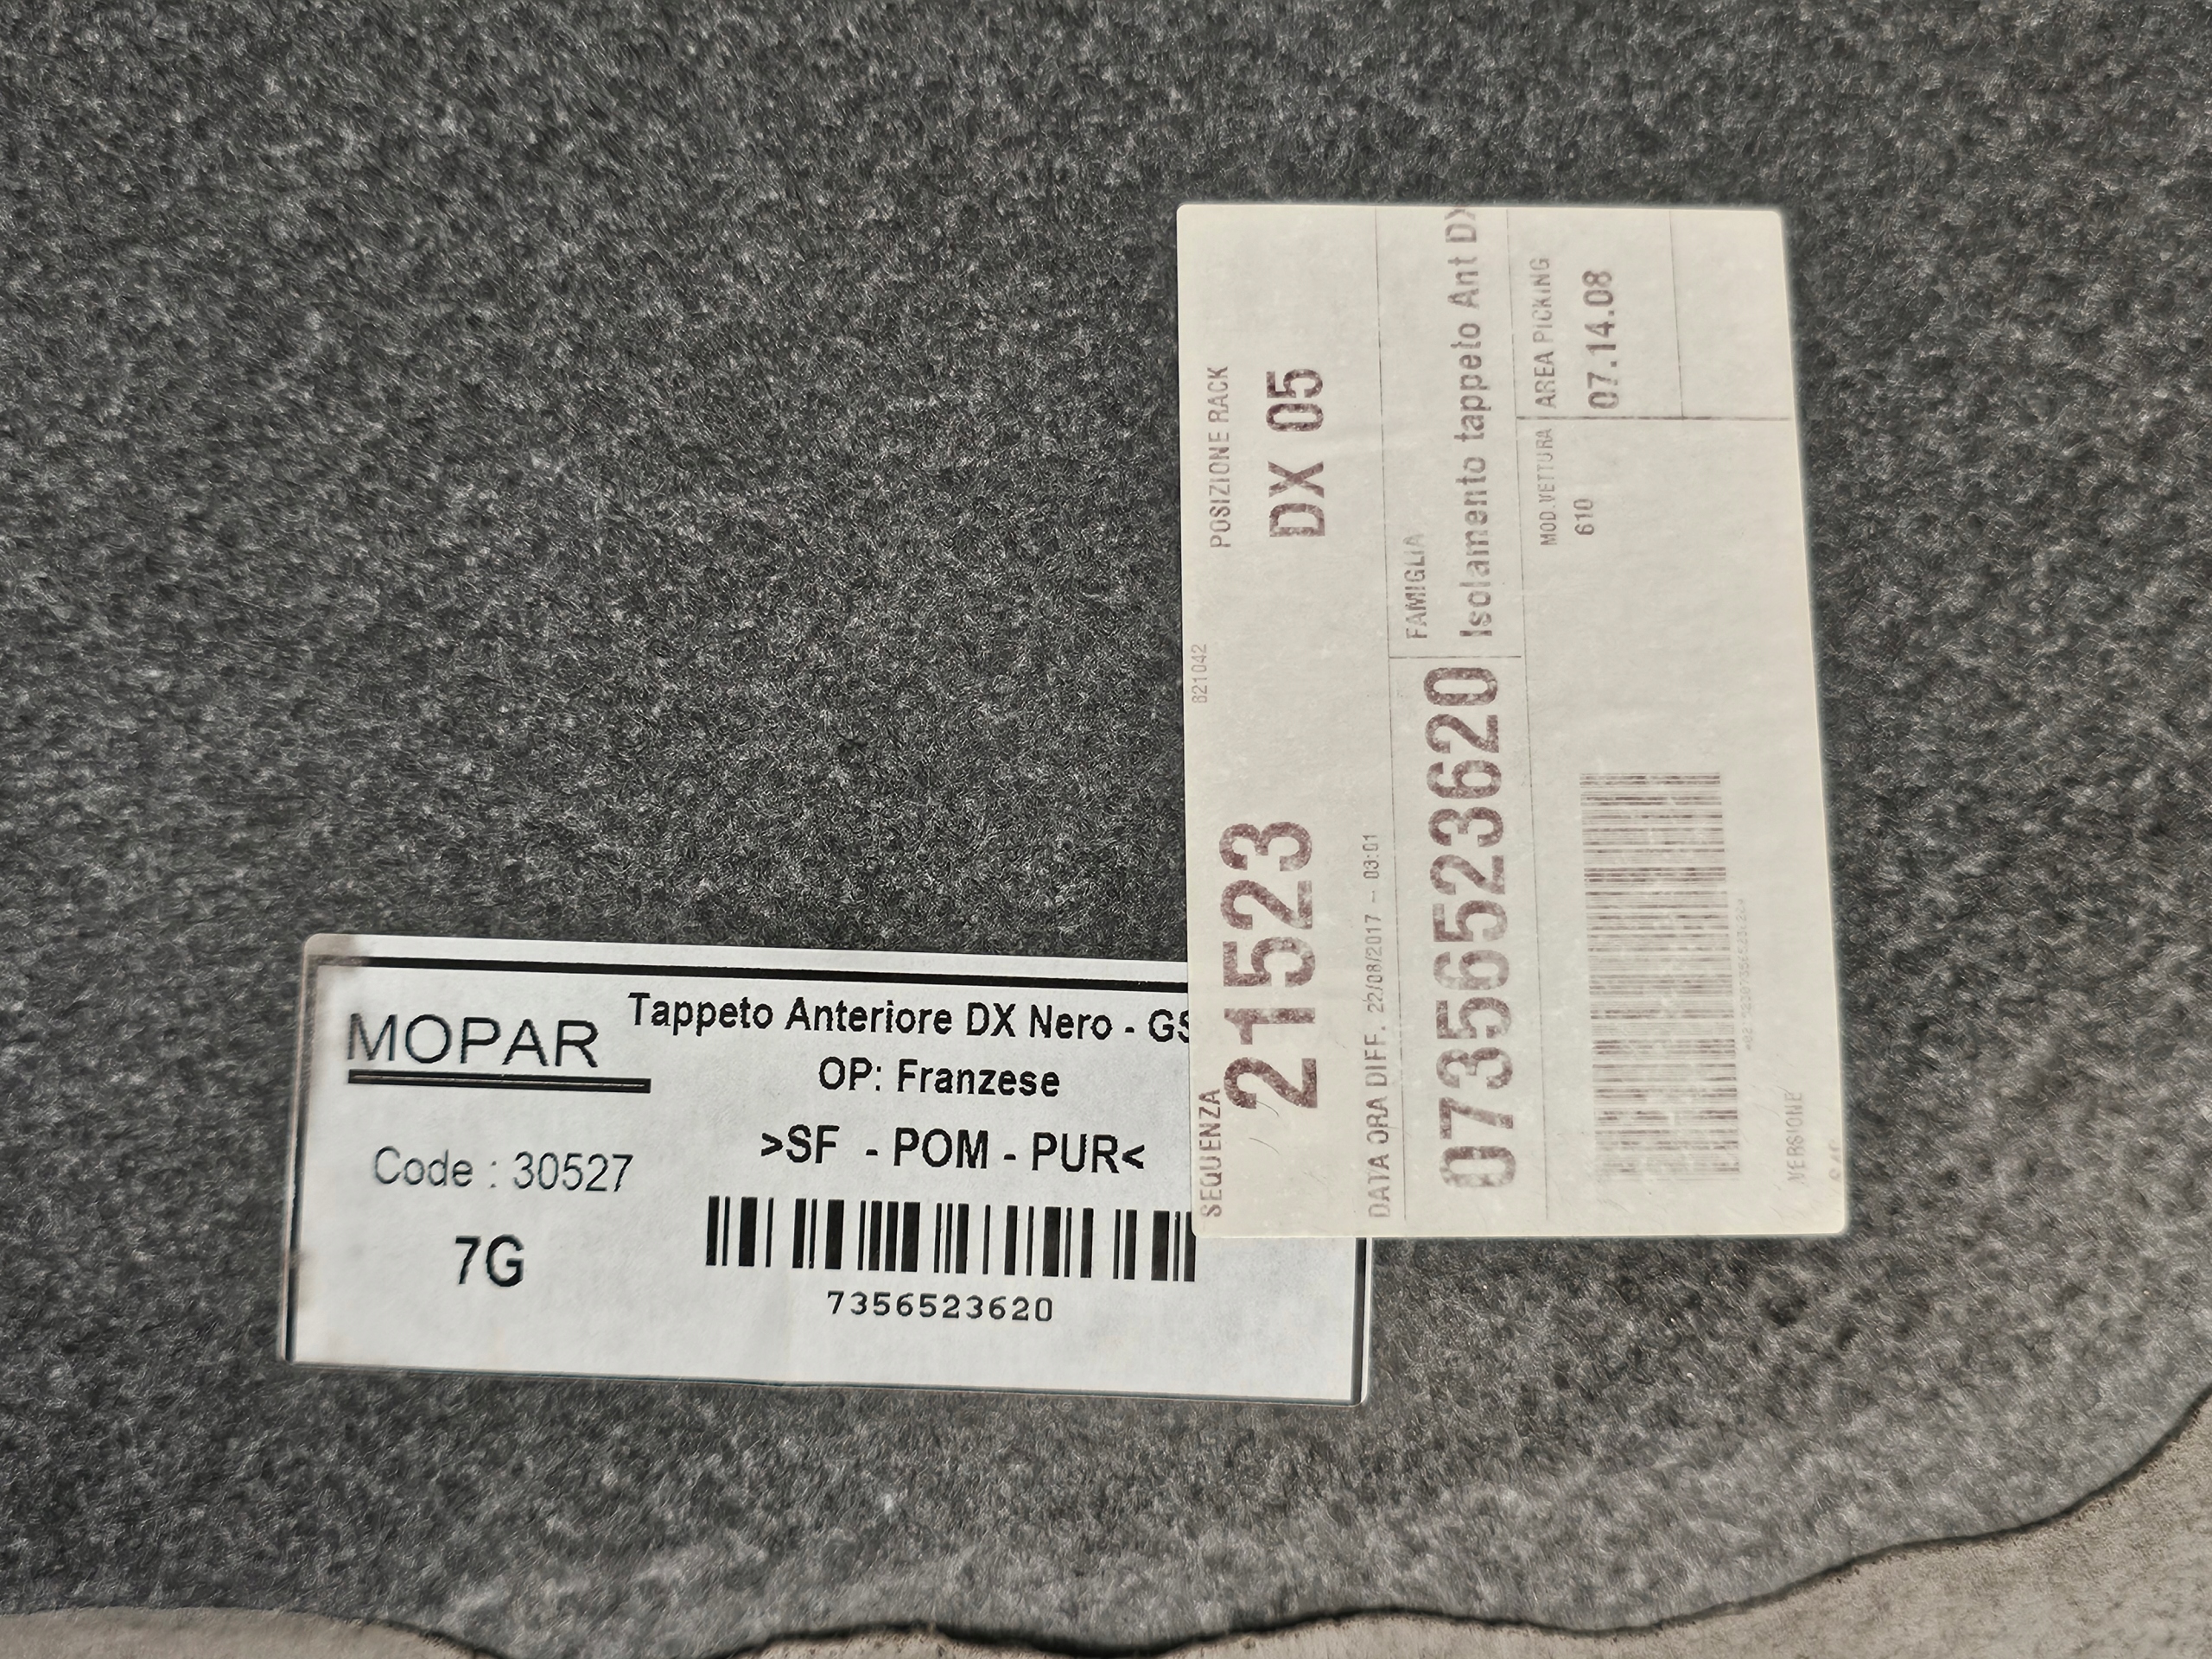 MOPAR
Tappeto Anteriore DX Nero - GS
OP: Franzese
>SF - POM - PUR<
Code : 30527
7G
7356523620
621042
SEQUENZA
21523
POSIZIONE RACK
DX 05
DATA ORA DIFF. 22/08/2017 - 03:01
FAMIGLIA
07356523620
Isolamento tappeto Ant DX
MOD.VETTURA
610
AREA PICKING
07.14.08
VERSIONE